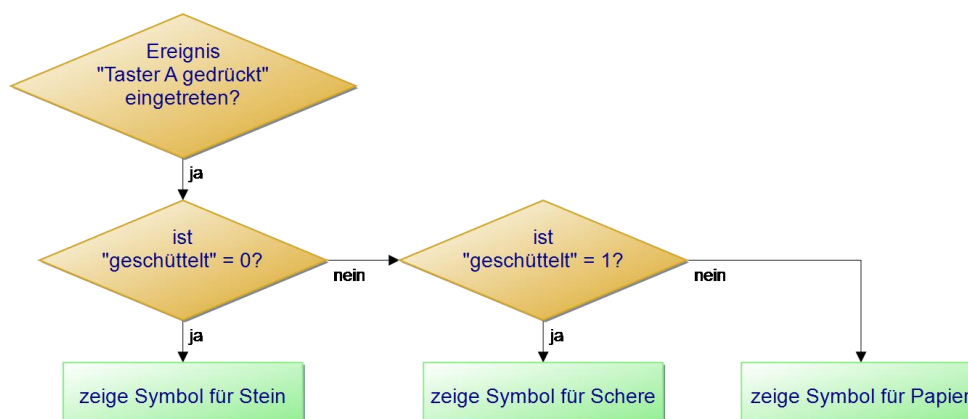 Ereignis
"Taster A gedrückt"
eingetreten?
ja
ist
"geschüttelt" = 0?
nein
ist
"geschüttelt" = 1?
nein
ja
ja
zeige Symbol für Stein
zeige Symbol für Schere
zeige Symbol für Papier